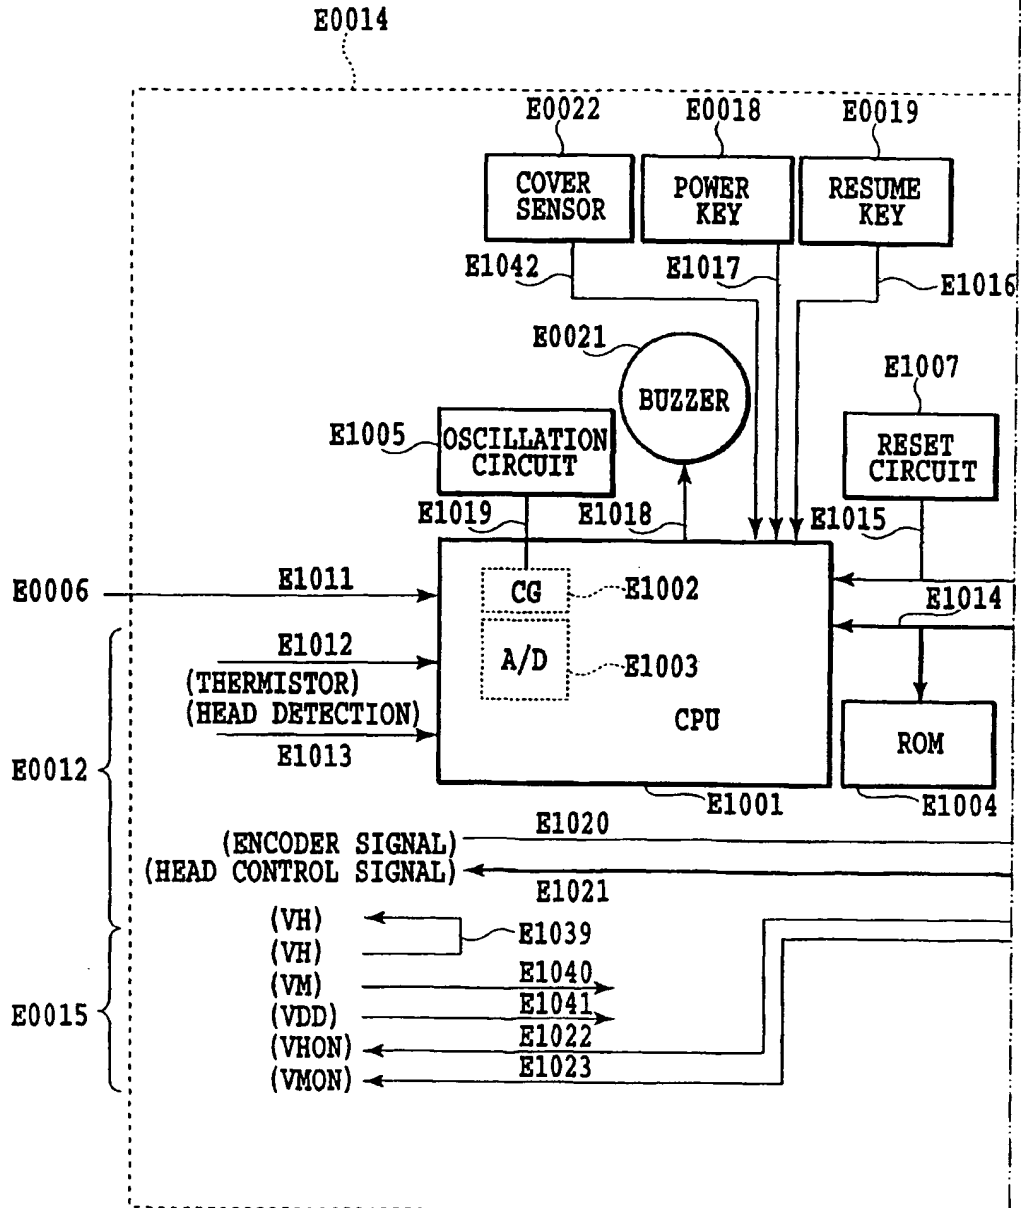 E0014
E0022
E0018
E0019
COVER
SENSOR
POWER
KEY
RESUME
KEY
E1042
E1017
E1016
E0021
BUZZER
E1007
E1005
OSCILLATION
CIRCUIT
RESET
CIRCUIT
E1019
E1018
E1015
E0006
E1011
CG
E1002
E1014
E1012
A/D
E1003
(THERMISTOR)
(HEAD DETECTION)
CPU
ROM
E1013
E0012
E1001
E1004
E1020
(ENCODER SIGNAL)
(HEAD CONTROL SIGNAL)
E1021
(VH)
E1039
(VH)
E1040
(VM)
E1041
E0015
(VDD)
E1022
(VHON)
E1023
(VMON)